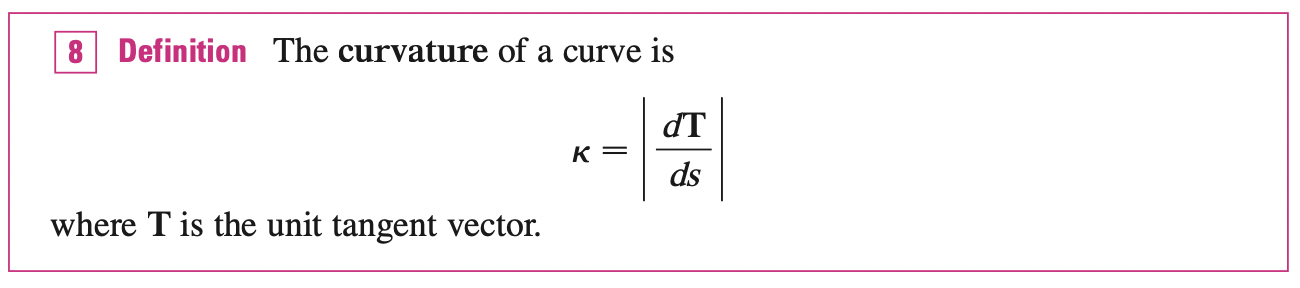 8 Definition The curvature of a curve is
κ = | dT / ds |
where T is the unit tangent vector.